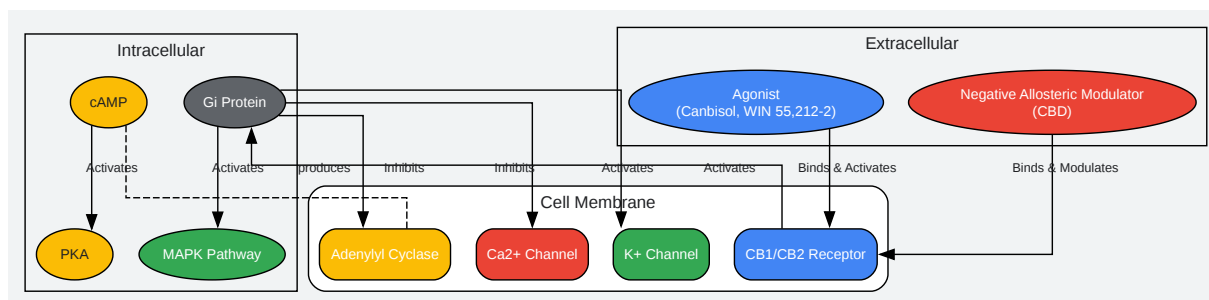 Intracellular
Extracellular
cAMP
Gi Protein
Agonist
(Canbisol, WIN 55,212-2)
Negative Allosteric Modulator
(CBD)
Activates
Activates
produces
Inhibits
Inhibits
Activates
Activates
Binds & Activates
Binds & Modulates
Cell Membrane
PKA
MAPK Pathway
Adenylyl Cyclase
Ca2+ Channel
K+ Channel
CB1/CB2 Receptor